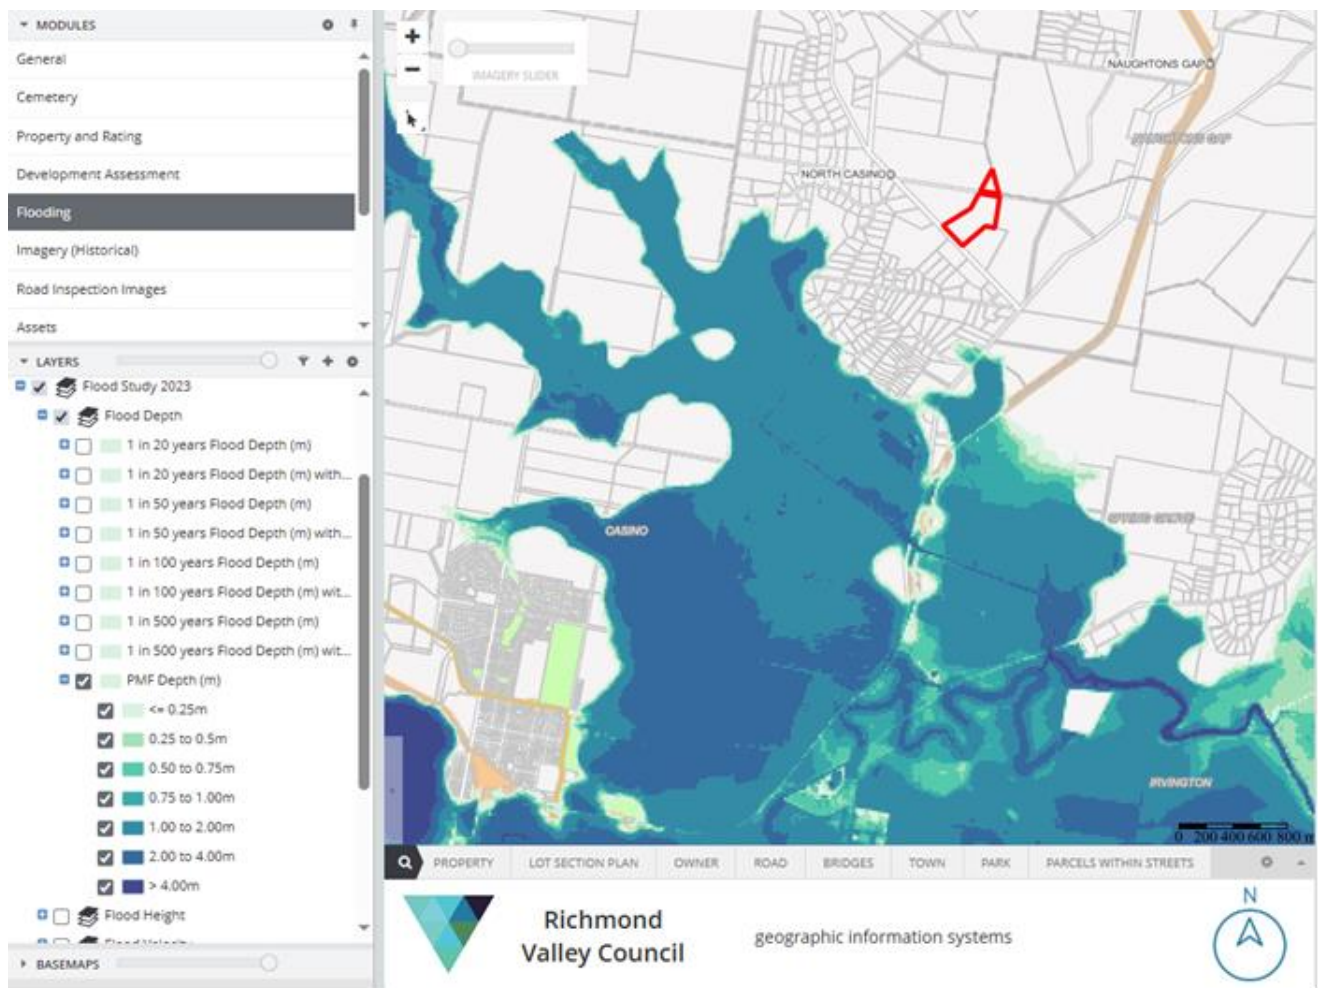 MODULES
General
Cemetery
Property and Rating
Development Assessment
Flooding
Imagery (Historical)
Road Inspection Images
Assets
LAYERS
Flood Study 2023
Flood Depth
1 in 20 years Flood Depth (m)
1 in 20 years Flood Depth (m) with...
1 in 50 years Flood Depth (m)
1 in 50 years Flood Depth (m) with...
1 in 100 years Flood Depth (m)
1 in 100 years Flood Depth (m) wit...
1 in 500 years Flood Depth (m)
1 in 500 years Flood Depth (m) wit...
PMF Depth (m)
<= 0.25m
0.25 to 0.5m
0.50 to 0.75m
0.75 to 1.00m
1.00 to 2.00m
2.00 to 4.00m
> 4.00m
Flood Height
BASEMAPS
IMAGERY SLIDER
NAUGHTONS GAP
NAUGHTONS GAP
NORTH CASINO
CASINO
SPRING GROVE
IRVINGTON
0 200 400 600 800 m
PROPERTY LOT SECTION PLAN OWNER ROAD BRIDGES TOWN PARK PARCELS WITHIN STREETS
Richmond
Valley Council
geographic information systems
N